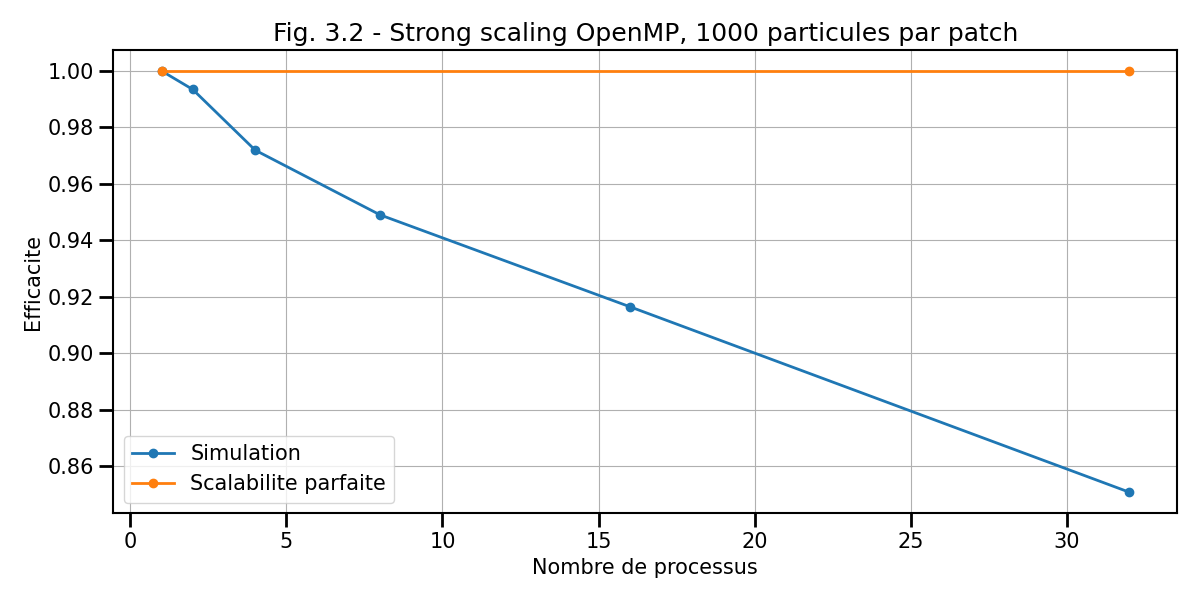 Fig. 3.2 - Strong scaling OpenMP, 1000 particules par patch
1.00
0.98
0.96
0.94
0.92
0.90
0.88
0.86
Efficacite
Simulation
Scalabilite parfaite
0 5 10 15 20 25 30
Nombre de processus